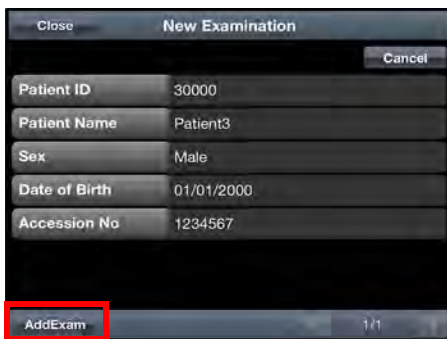 Close New Examination
Cancel
Patient ID 30000
Patient Name Patient3
Sex Male
Date of Birth 01/01/2000
Accession No 1234567
AddExam 1/1